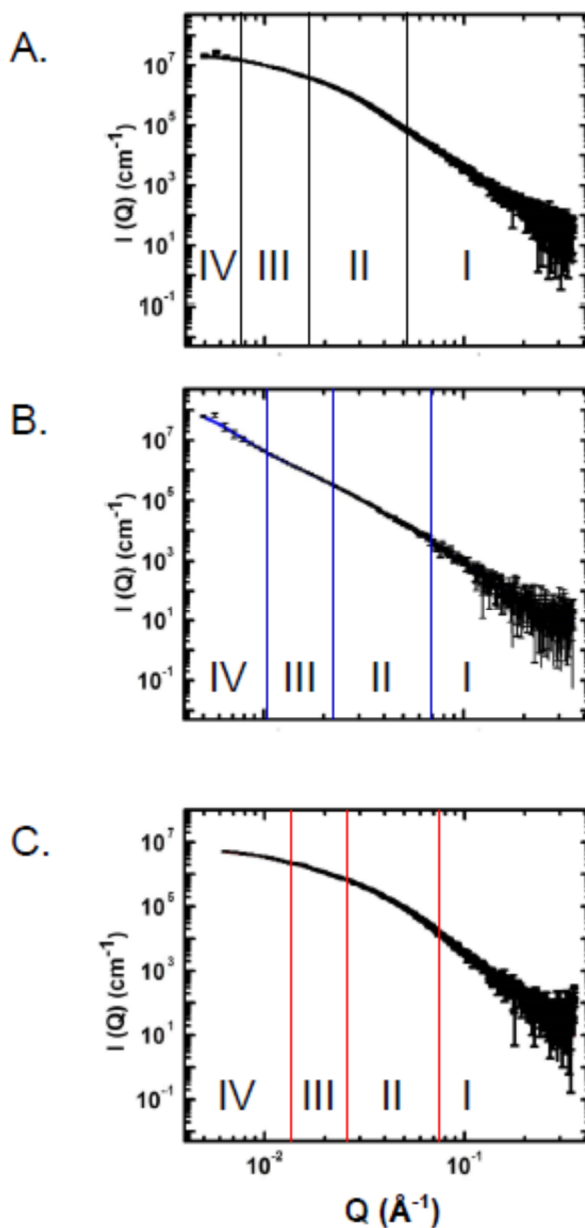 A.
I (Q) (cm⁻¹)
10⁷
10⁵
10³
10¹
10⁻¹
IV III II I
B.
I (Q) (cm⁻¹)
10⁷
10⁵
10³
10¹
10⁻¹
IV III II I
C.
I (Q) (cm⁻¹)
10⁷
10⁵
10³
10¹
10⁻¹
IV III II I
10⁻² 10⁻¹
Q (Å⁻¹)